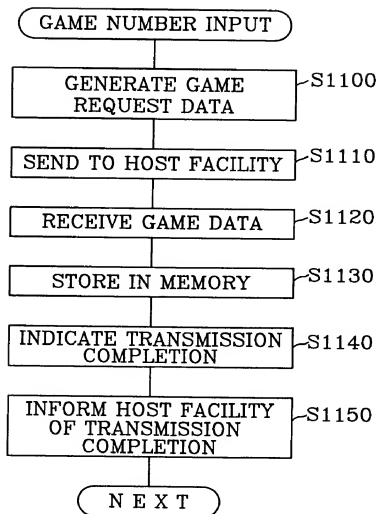 GAME NUMBER INPUT
GENERATE GAME
REQUEST DATA
S1100
SEND TO HOST FACILITY
S1110
RECEIVE GAME DATA
S1120
STORE IN MEMORY
S1130
INDICATE TRANSMISSION
COMPLETION
S1140
INFORM HOST FACILITY
OF TRANSMISSION
COMPLETION
S1150
NEXT